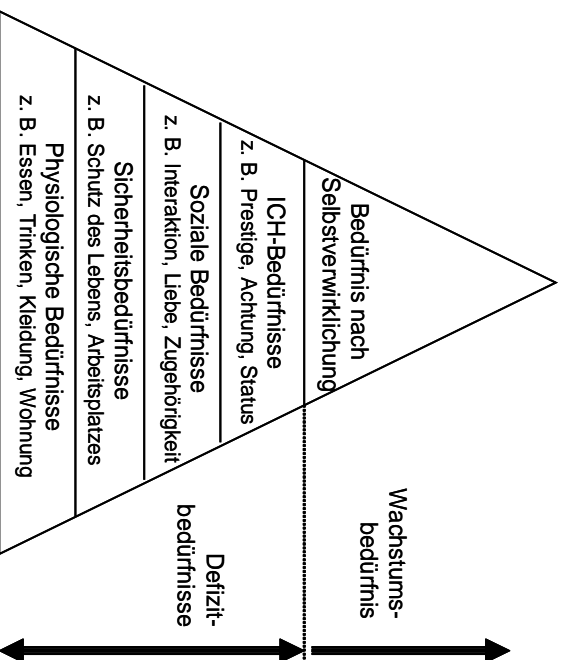 Bedürfnis nach
Selbstverwirklichung
ICH-Bedürfnisse
z. B. Prestige, Achtung, Status
Soziale Bedürfnisse
z. B. Interaktion, Liebe, Zugehörigkeit
Sicherheitsbedürfnisse
z. B. Schutz des Lebens, Arbeitsplatzes
Physiologische Bedürfnisse
z. B. Essen, Trinken, Kleidung, Wohnung
Wachstums-
bedürfnis
Defizit-
bedürfnisse